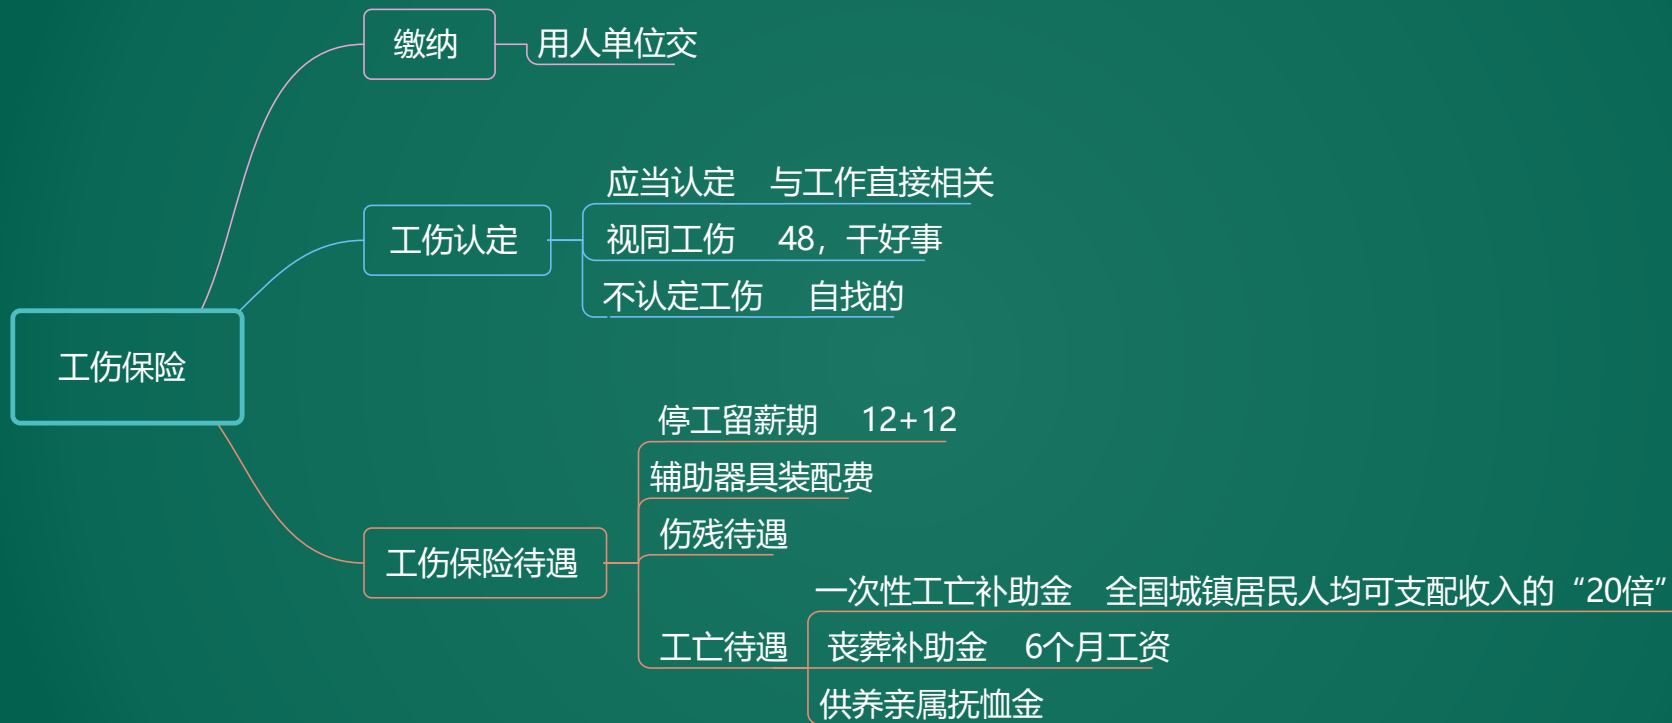 缴纳
用人单位交
工伤认定
应当认定 与工作直接相关
视同工伤 48，干好事
不认定工伤 自找的
工伤保险
工伤保险待遇
停工留薪期 12+12
辅助器具装配费
伤残待遇
工亡待遇
一次性工亡补助金 全国城镇居民人均可支配收入的“20倍”
丧葬补助金 6个月工资
供养亲属抚恤金